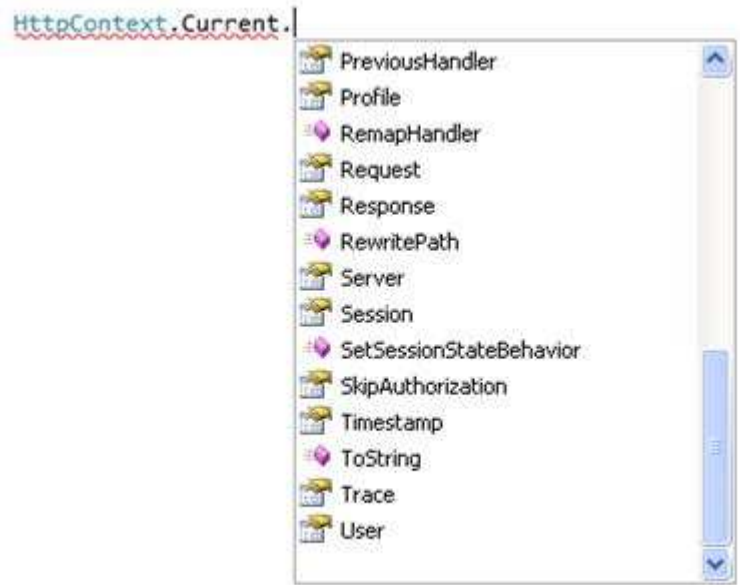 HttpContext.Current.
PreviousHandler
Profile
RemapHandler
Request
Response
RewritePath
Server
Session
SetSessionStateBehavior
SkipAuthorization
Timestamp
ToString
Trace
User